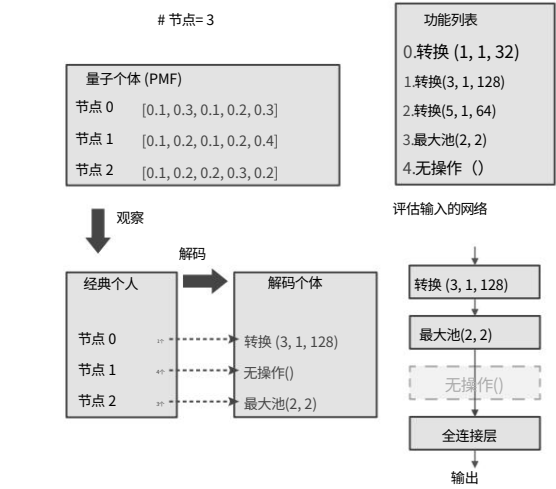 # 节点= 3
量子个体 (PMF)
节点 0 [0.1, 0.3, 0.1, 0.2, 0.3]
节点 1 [0.1, 0.2, 0.1, 0.2, 0.4]
节点 2 [0.1, 0.2, 0.2, 0.3, 0.2]
功能列表
0.转换 (1, 1, 32)
1.转换(3, 1, 128)
2.转换(5, 1, 64)
3.最大池(2, 2)
4.无操作（）
观察
解码
经典个人
节点 0
节点 1
节点 2
解码个体
转换 (3, 1, 128)
无操作()
最大池(2, 2)
评估输入的网络
转换 (3, 1, 128)
最大池(2, 2)
无操作()
全连接层
输出